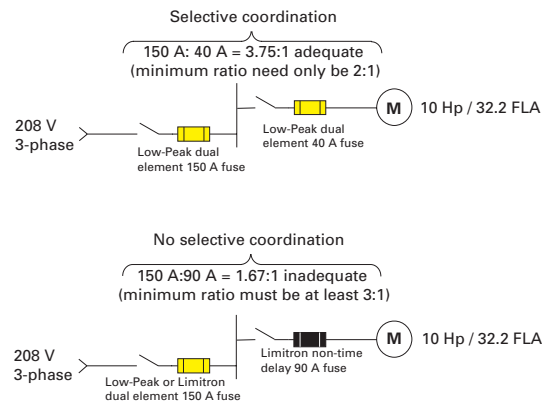 Selective coordination
150 A: 40 A = 3.75:1 adequate
(minimum ratio need only be 2:1)
208 V
3-phase
Low-Peak dual
element 150 A fuse
Low-Peak dual
element 40 A fuse
M
10 Hp / 32.2 FLA
No selective coordination
150 A:90 A = 1.67:1 inadequate
(minimum ratio must be at least 3:1)
208 V
3-phase
Low-Peak or Limitron
dual element 150 A fuse
Limitron non-time
delay 90 A fuse
M
10 Hp / 32.2 FLA